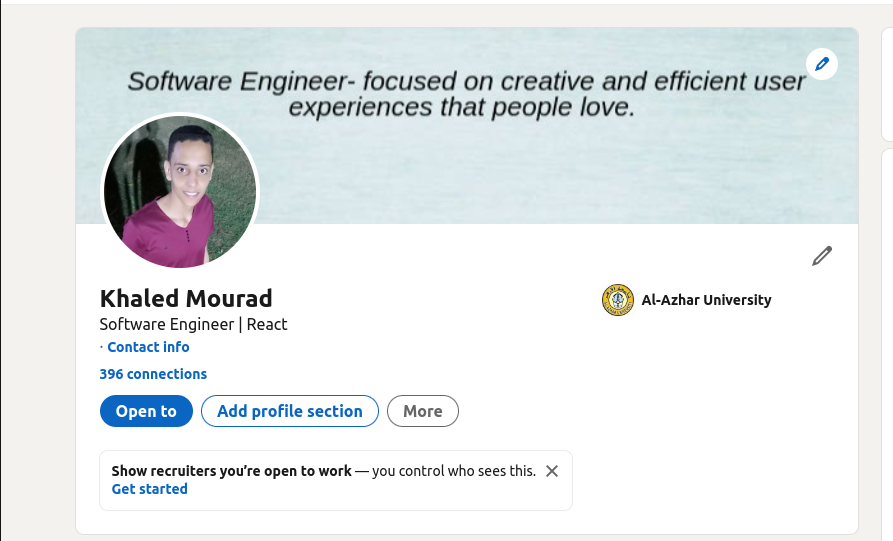 Software Engineer- focused on creative and efficient user
experiences that people love.
Khaled Mourad
Al-Azhar University
Software Engineer | React
· Contact info
396 connections
Open to
Add profile section
More
Show recruiters you’re open to work — you control who sees this.
Get started